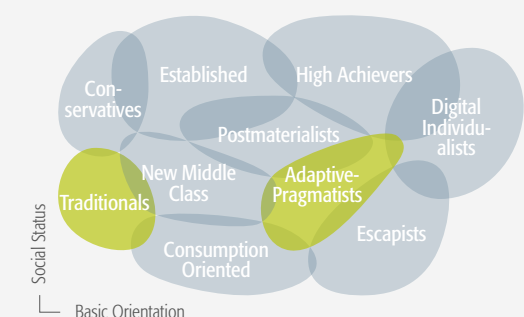 Established
High Achievers
Con-
servatives
Digital
Individu-
alists
Postmaterialists
New Middle
Class
Adaptive-
Pragmatists
Traditionals
Escapists
Consumption
Oriented
Social Status
Basic Orientation